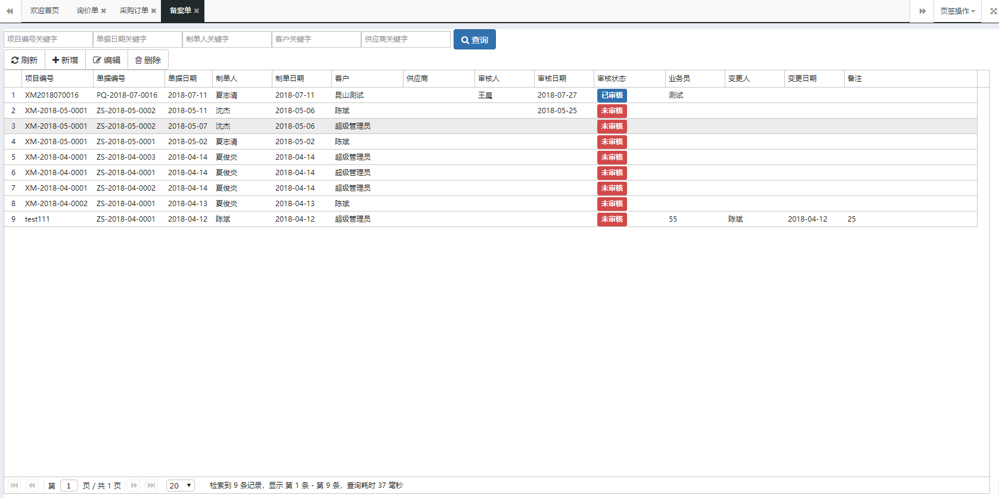 欢迎首页 询价单 采购订单 备案单 页签操作
项目编号关键字 单据日期关键字 制单人关键字 客户关键字 供应商关键字 查询
刷新 新增 编辑 删除
项目编号 单据编号 单据日期 制单人 制单日期 客户 供应商 审核人 审核日期 审核状态 业务员 变更人 变更日期 备注
1 XM2018070016 PQ-2018-07-0016 2018-07-11 夏志清 2018-07-11 昆山测试 王晨 2018-07-27 已审核 测试
2 XM-2018-05-0001 ZS-2018-05-0002 2018-05-11 沈杰 2018-05-06 陈斌 2018-05-25 未审核
3 XM-2018-05-0001 ZS-2018-05-0002 2018-05-07 沈杰 2018-05-06 超级管理员 未审核
4 XM-2018-05-0001 ZS-2018-05-0001 2018-05-02 夏志清 2018-05-02 陈斌 未审核
5 XM-2018-04-0001 ZS-2018-04-0003 2018-04-14 夏俊炎 2018-04-14 超级管理员 未审核
6 XM-2018-04-0001 ZS-2018-04-0001 2018-04-14 夏俊炎 2018-04-14 超级管理员 未审核
7 XM-2018-04-0001 ZS-2018-04-0002 2018-04-14 夏俊炎 2018-04-14 超级管理员 未审核
8 XM-2018-04-0002 ZS-2018-04-0001 2018-04-13 夏俊炎 2018-04-13 陈斌 未审核
9 test111 ZS-2018-04-0001 2018-04-12 陈斌 2018-04-12 超级管理员 未审核 55 陈斌 2018-04-12 25
第 1 页 / 共 1 页 20 检索到 9 条记录，显示 第 1 条 - 第 9 条，查询耗时 37 毫秒